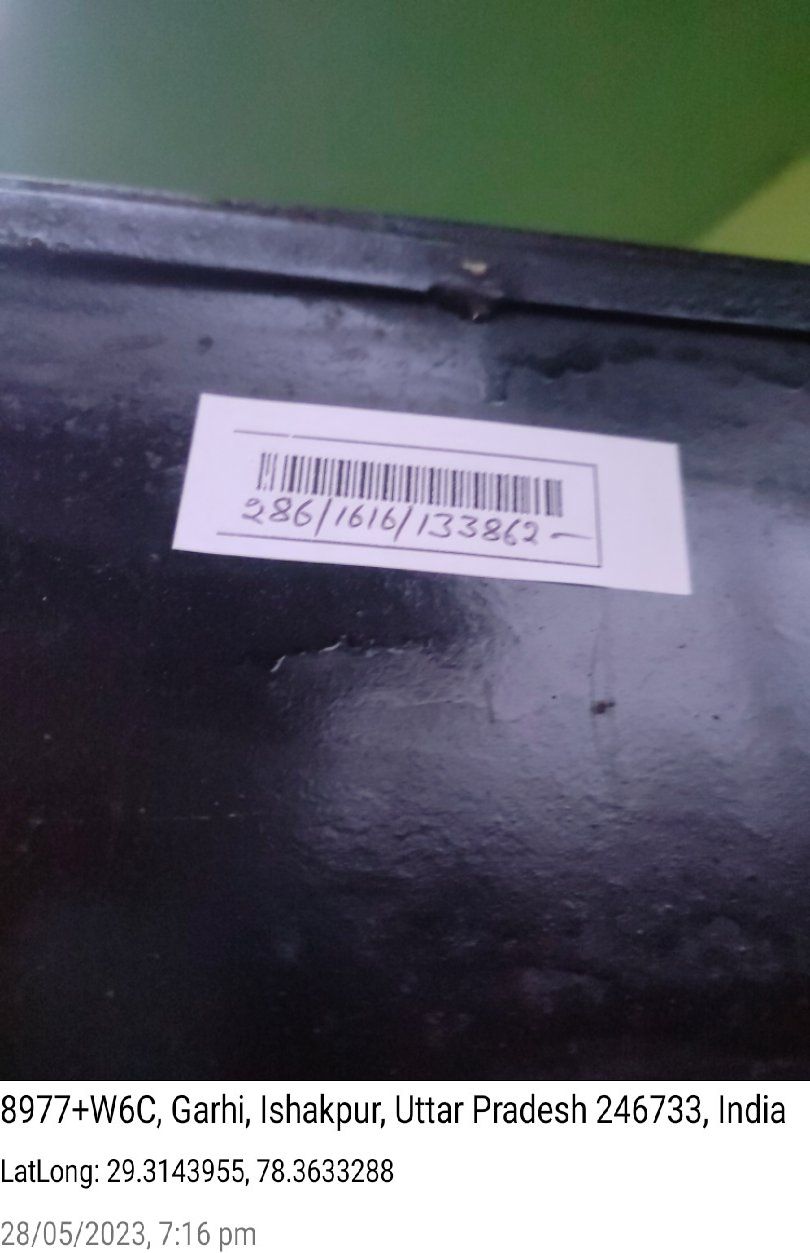 286/1616/133862-
8977+W6C, Garhi, Ishakpur, Uttar Pradesh 246733, India
LatLong: 29.3143955, 78.3633288
28/05/2023, 7:16 pm